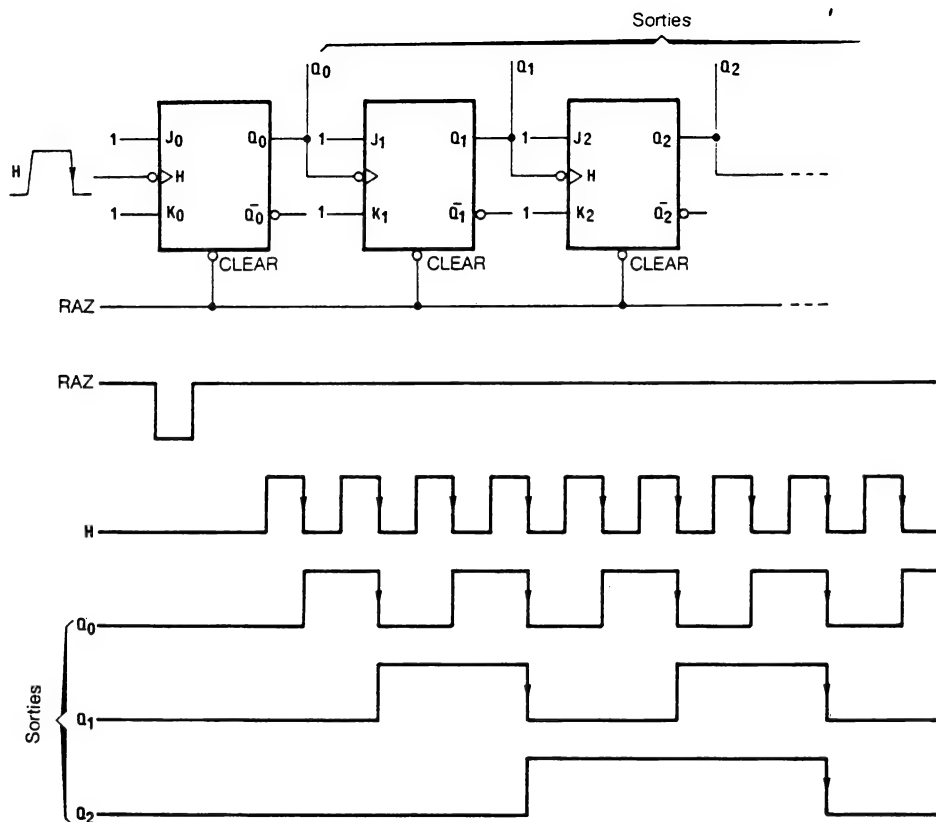 Sorties
Q0 Q1 Q2
1 J0 Q0 1 J1 Q1 1 J2 Q2
H H H
1 K0 Q̄0 1 K1 Q̄1 1 K2 Q̄2
CLEAR CLEAR CLEAR
RAZ
RAZ
H
Q0
Sorties
Q1
Q2